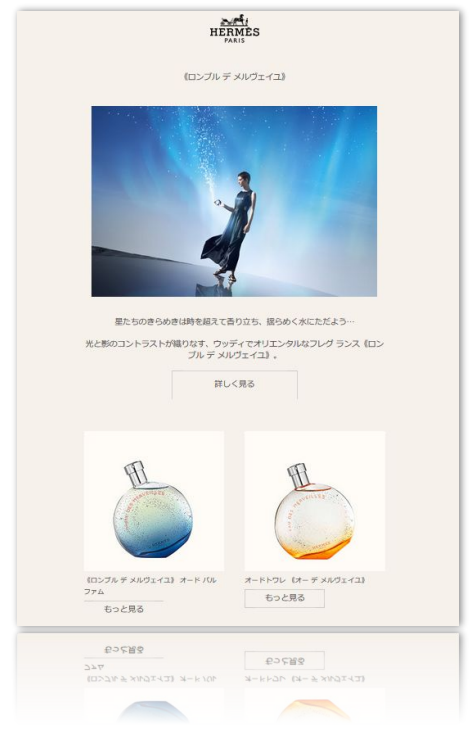 HERMÈS
PARIS
《ロンブル デ メルヴェイユ》
星たちのきらめきは時を超えて香り立ち、揺らめく水にただよう…
光と影のコントラストが織りなす、ウッディでオリエンタルなフレグ ランス《ロン
ブル デ メルヴェイユ》。
詳しく見る
《ロンブル デ メルヴェイユ》 オード パル
ファム
もっと見る
オードトワレ 《オー デ メルヴェイユ》
もっと見る